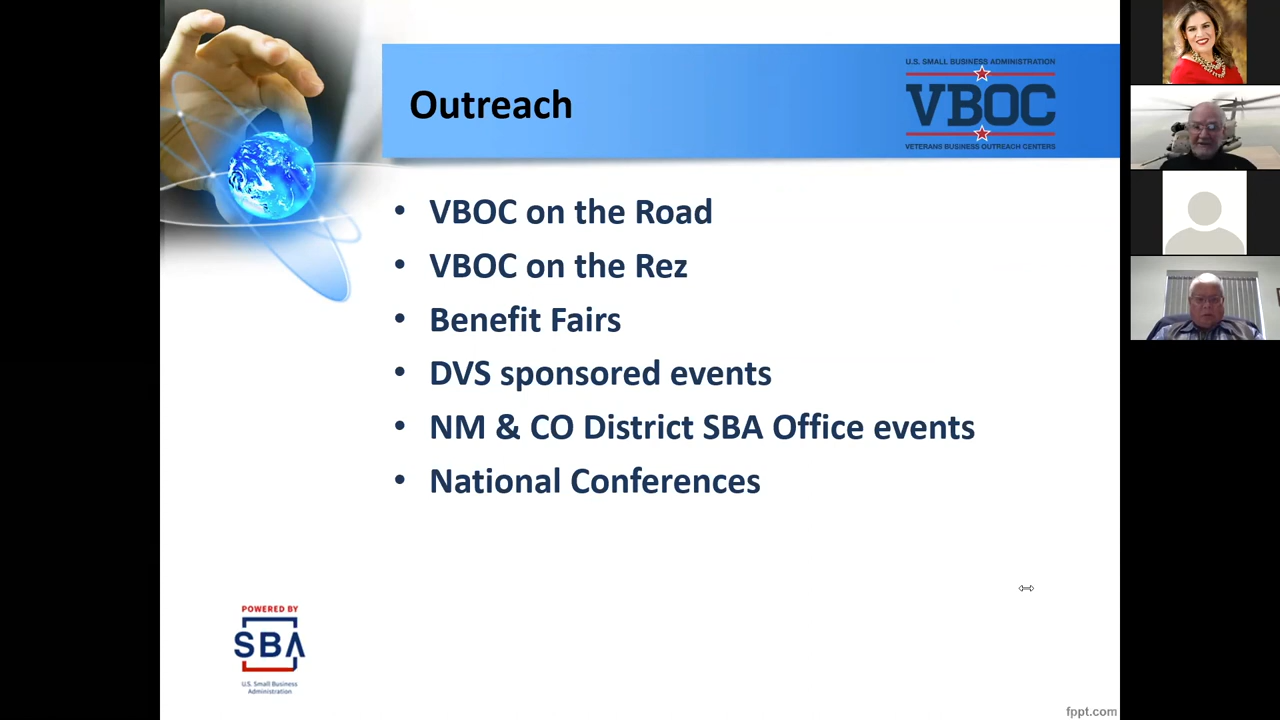 Outreach
U.S. SMALL BUSINESS ADMINISTRATION
VBOC
VETERANS BUSINESS OUTREACH CENTERS
• VBOC on the Road
• VBOC on the Rez
• Benefit Fairs
• DVS sponsored events
• NM & CO District SBA Office events
• National Conferences
POWERED BY
SBA
U.S. Small Business
Administration
fppt.com